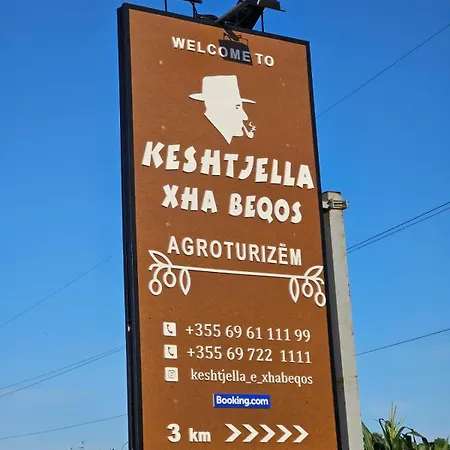 WELCOME TO
KESHTJELLA
XHA BEQOS
AGROTURIZËM
+355 69 61 111 99
+355 69 722 1111
keshtjella_e_xhabeqos
Booking.com
3 km >>>>>